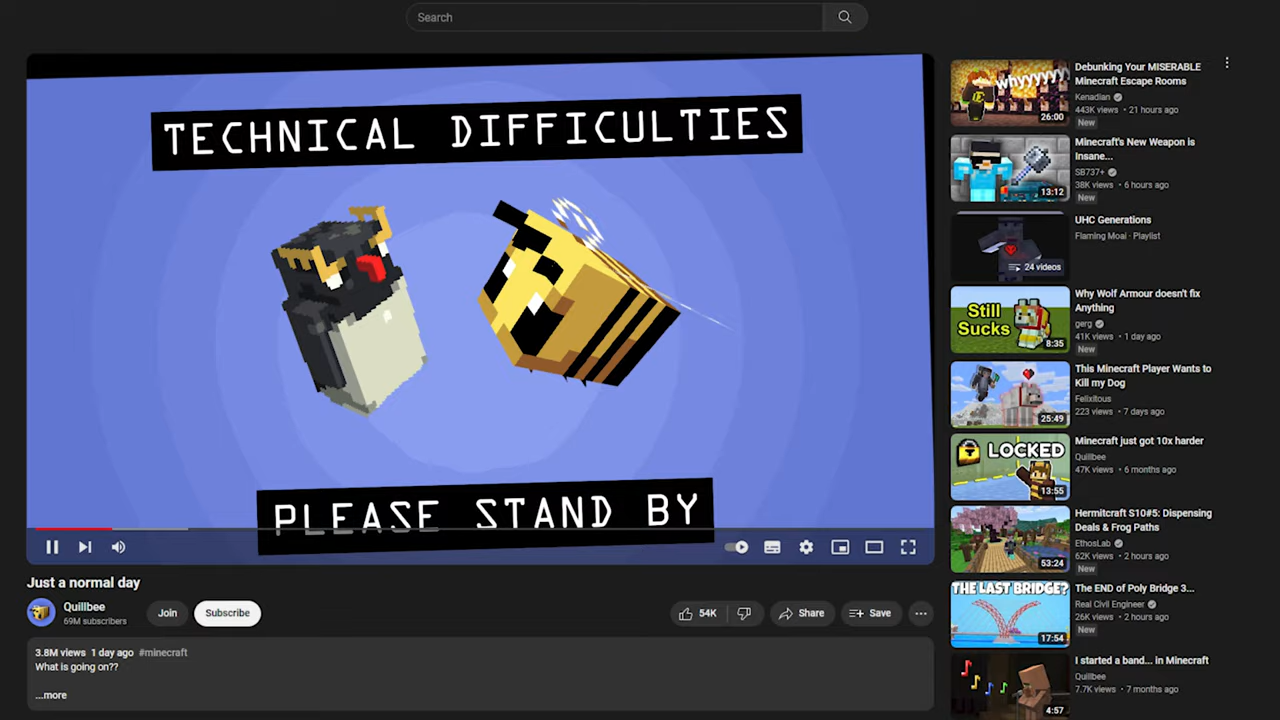 Search
TECHNICAL DIFFICULTIES
PLEASE STAND BY
Just a normal day
Quillbee
69M subscribers
Join
Subscribe
54K
Share
Save
3.8M views 1 day ago #minecraft
What is going on??
...more
whyyyyyy
26:00
Debunking Your MISERABLE
Minecraft Escape Rooms
Kenadian
443K views • 21 hours ago
New
13:12
Minecraft's New Weapon is
Insane...
SB737+
38K views • 6 hours ago
New
24 videos
UHC Generations
Flaming Moai · Playlist
Still
Sucks
8:35
Why Wolf Armour doesn't fix
Anything
gerg
41K views • 1 day ago
New
25:49
This Minecraft Player Wants to
Kill my Dog
Felixitous
223 views • 7 days ago
LOCKED
13:55
Minecraft just got 10x harder
Quillbee
47K views • 6 months ago
53:24
Hermitcraft S10#5: Dispensing
Deals & Frog Paths
EthosLab
62K views • 2 hours ago
New
THE LAST BRIDGE?
17:54
The END of Poly Bridge 3...
Real Civil Engineer
26K views • 2 hours ago
New
4:57
I started a band... in Minecraft
Quillbee
7.7K views • 7 months ago